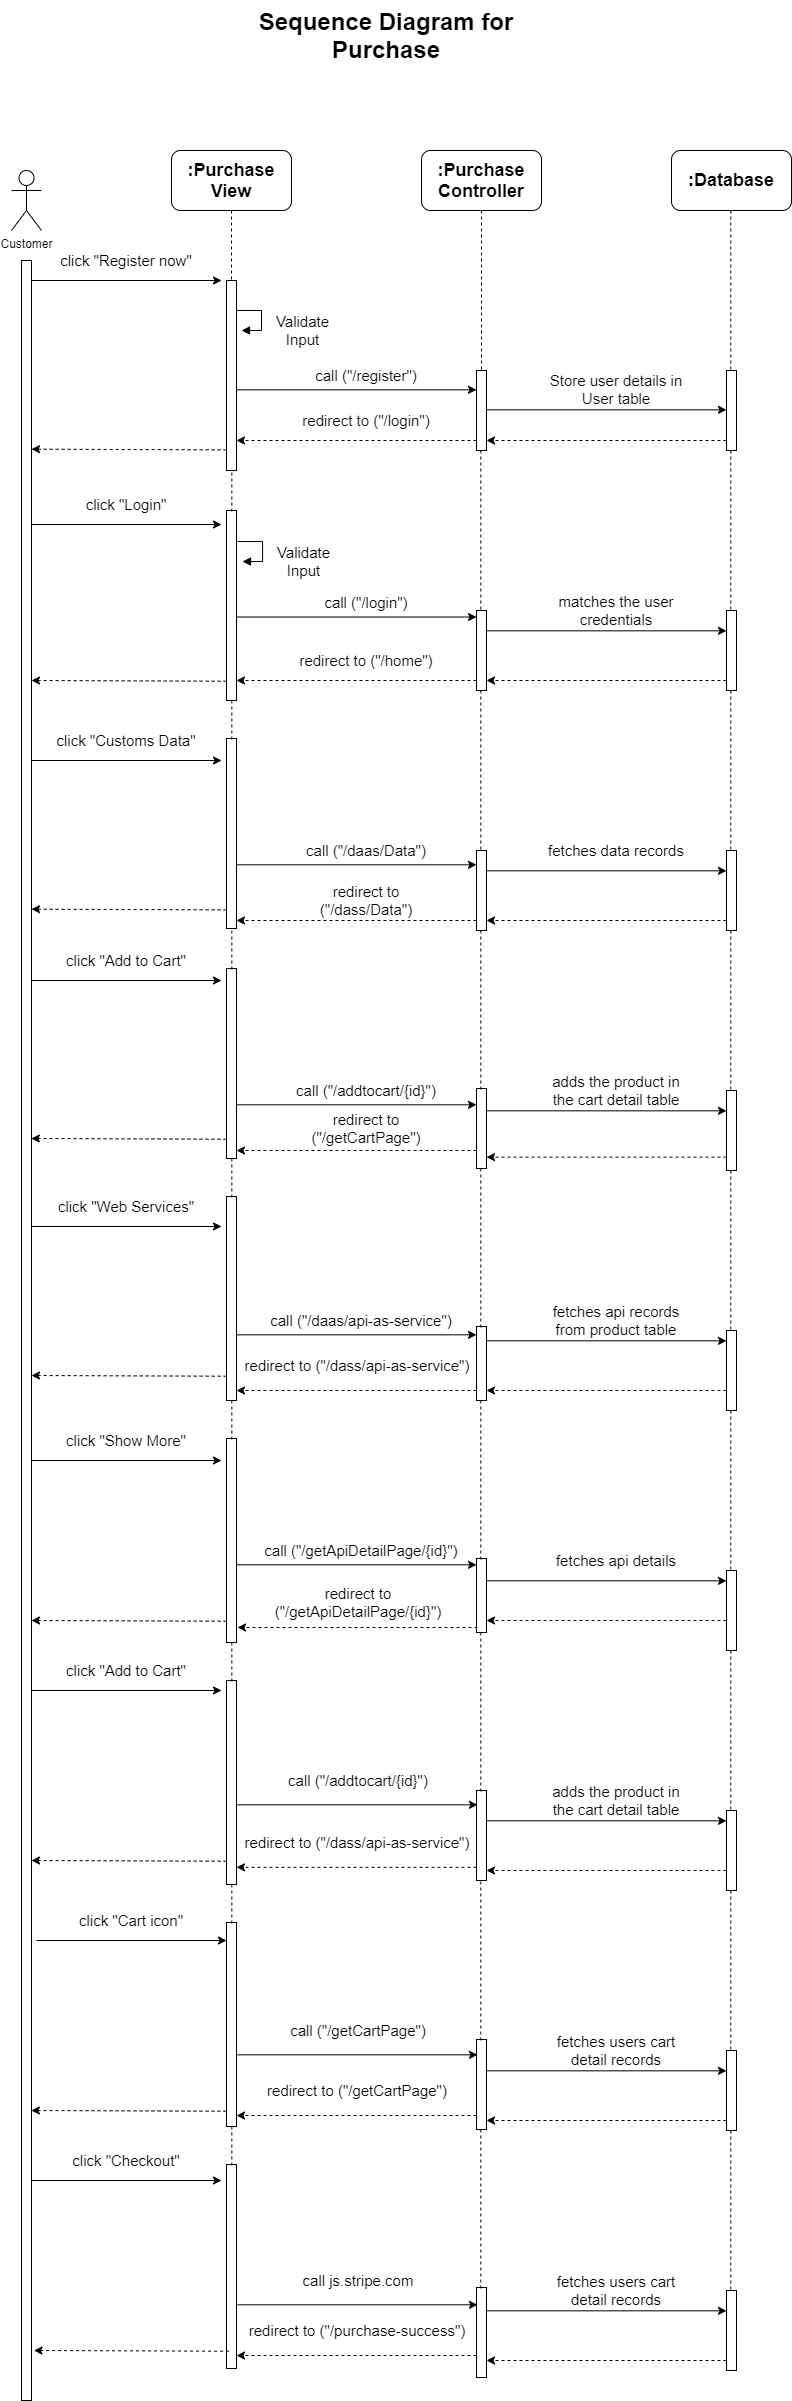 Sequence Diagram for
Purchase
:Purchase
View
:Purchase
Controller
:Database
Customer
click "Register now"
Validate
Input
call ("/register")
Store user details in
User table
redirect to ("/login")
click "Login"
Validate
Input
call ("/login")
matches the user
credentials
redirect to ("/home")
click "Customs Data"
call ("/daas/Data")
fetches data records
redirect to
("/dass/Data")
click "Add to Cart"
call ("/addtocart/{id}")
adds the product in
the cart detail table
redirect to
("/getCartPage")
click "Web Services"
call ("/daas/api-as-service")
fetches api records
from product table
redirect to ("/dass/api-as-service")
click "Show More"
call ("/getApiDetailPage/{id}")
fetches api details
redirect to
("/getApiDetailPage/{id}")
click "Add to Cart"
call ("/addtocart/{id}")
adds the product in
the cart detail table
redirect to ("/dass/api-as-service")
click "Cart icon"
call ("/getCartPage")
fetches users cart
detail records
redirect to ("/getCartPage")
click "Checkout"
call js.stripe.com
fetches users cart
detail records
redirect to ("/purchase-success")